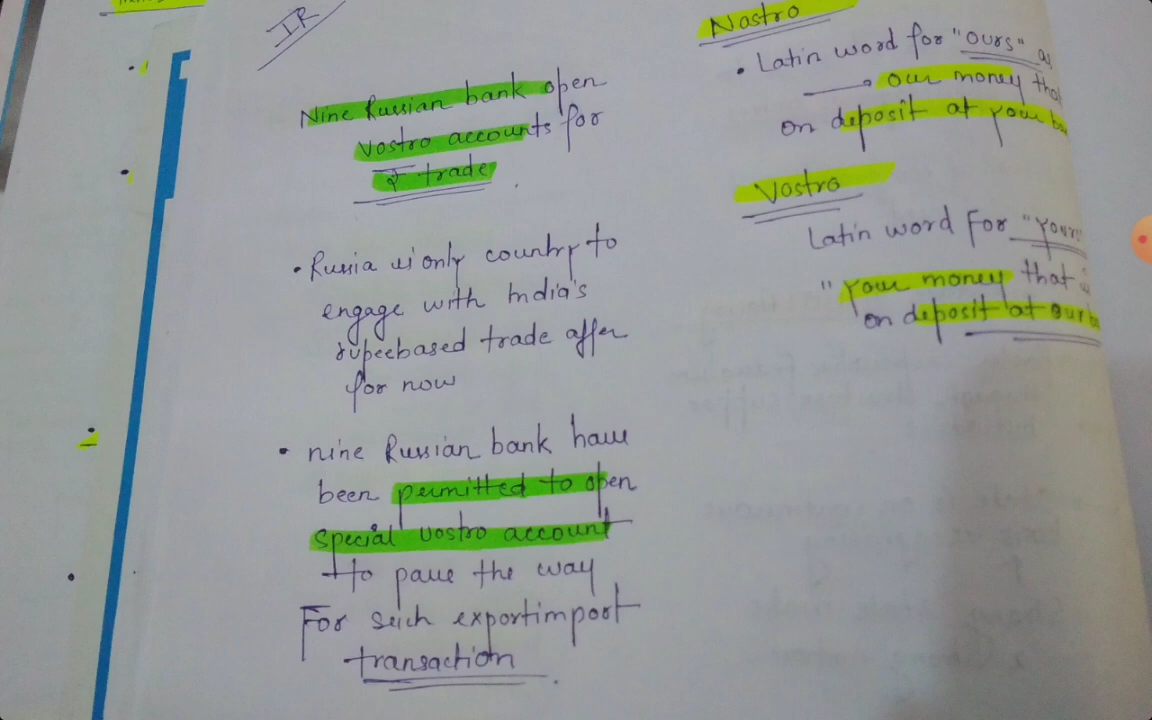 IR
Nine Russian bank open
Vostro accounts for
₹ trade
• Russia is only country to
engage with India's
rupeebased trade affer
for now
• nine Russian bank have
been permitted to open
special vostro account
to pave the way
For such exportimport
transaction
Nostro
• Latin word for "ours" as
our money
on deposit at your
Vostro
Latin word For "your"
"your money that
on deposit at our